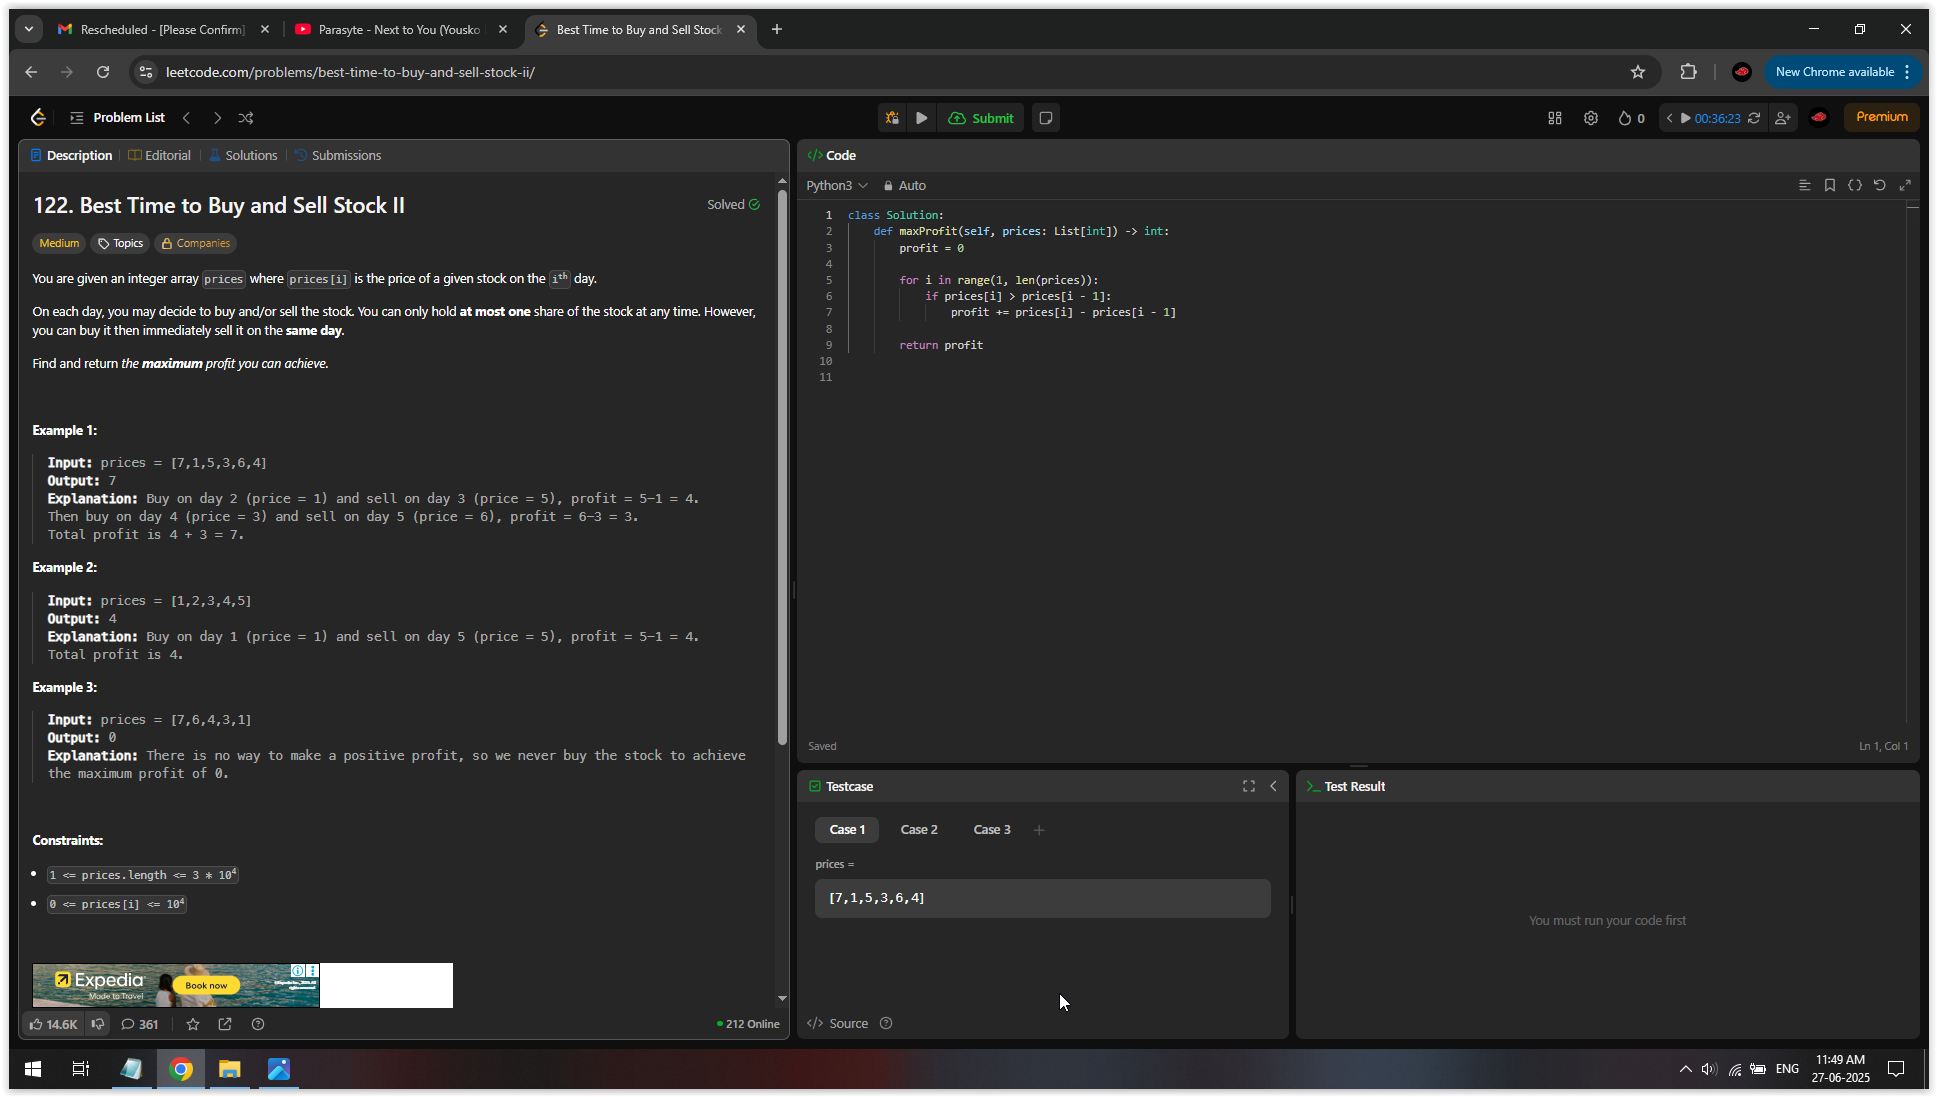 Rescheduled - [Please Confirm]
Parasyte - Next to You (Yousko
Best Time to Buy and Sell Stock
leetcode.com/problems/best-time-to-buy-and-sell-stock-ii/
New Chrome available
Problem List
Submit
0
00:36:23
Premium
Description
Editorial
Solutions
Submissions
122. Best Time to Buy and Sell Stock II
Solved
Medium
Topics
Companies
You are given an integer array prices where prices[i] is the price of a given stock on the ith day.
On each day, you may decide to buy and/or sell the stock. You can only hold at most one share of the stock at any time. However,
you can buy it then immediately sell it on the same day.
Find and return the maximum profit you can achieve.
Example 1:
Input: prices = [7,1,5,3,6,4]
Output: 7
Explanation: Buy on day 2 (price = 1) and sell on day 3 (price = 5), profit = 5-1 = 4.
Then buy on day 4 (price = 3) and sell on day 5 (price = 6), profit = 6-3 = 3.
Total profit is 4 + 3 = 7.
Example 2:
Input: prices = [1,2,3,4,5]
Output: 4
Explanation: Buy on day 1 (price = 1) and sell on day 5 (price = 5), profit = 5-1 = 4.
Total profit is 4.
Example 3:
Input: prices = [7,6,4,3,1]
Output: 0
Explanation: There is no way to make a positive profit, so we never buy the stock to achieve
the maximum profit of 0.
Constraints:
1 <= prices.length <= 3 * 10⁴
0 <= prices[i] <= 10⁴
Expedia
Made to Travel
Book now
14.6K
361
212 Online
Code
Python3
Auto
1 class Solution:
2 def maxProfit(self, prices: List[int]) -> int:
3 profit = 0
4
5 for i in range(1, len(prices)):
6 if prices[i] > prices[i - 1]:
7 profit += prices[i] - prices[i - 1]
8
9 return profit
10
11
Saved
Ln 1, Col 1
Testcase
Case 1
Case 2
Case 3
prices =
[7,1,5,3,6,4]
Source
Test Result
You must run your code first
ENG
11:49 AM
27-06-2025